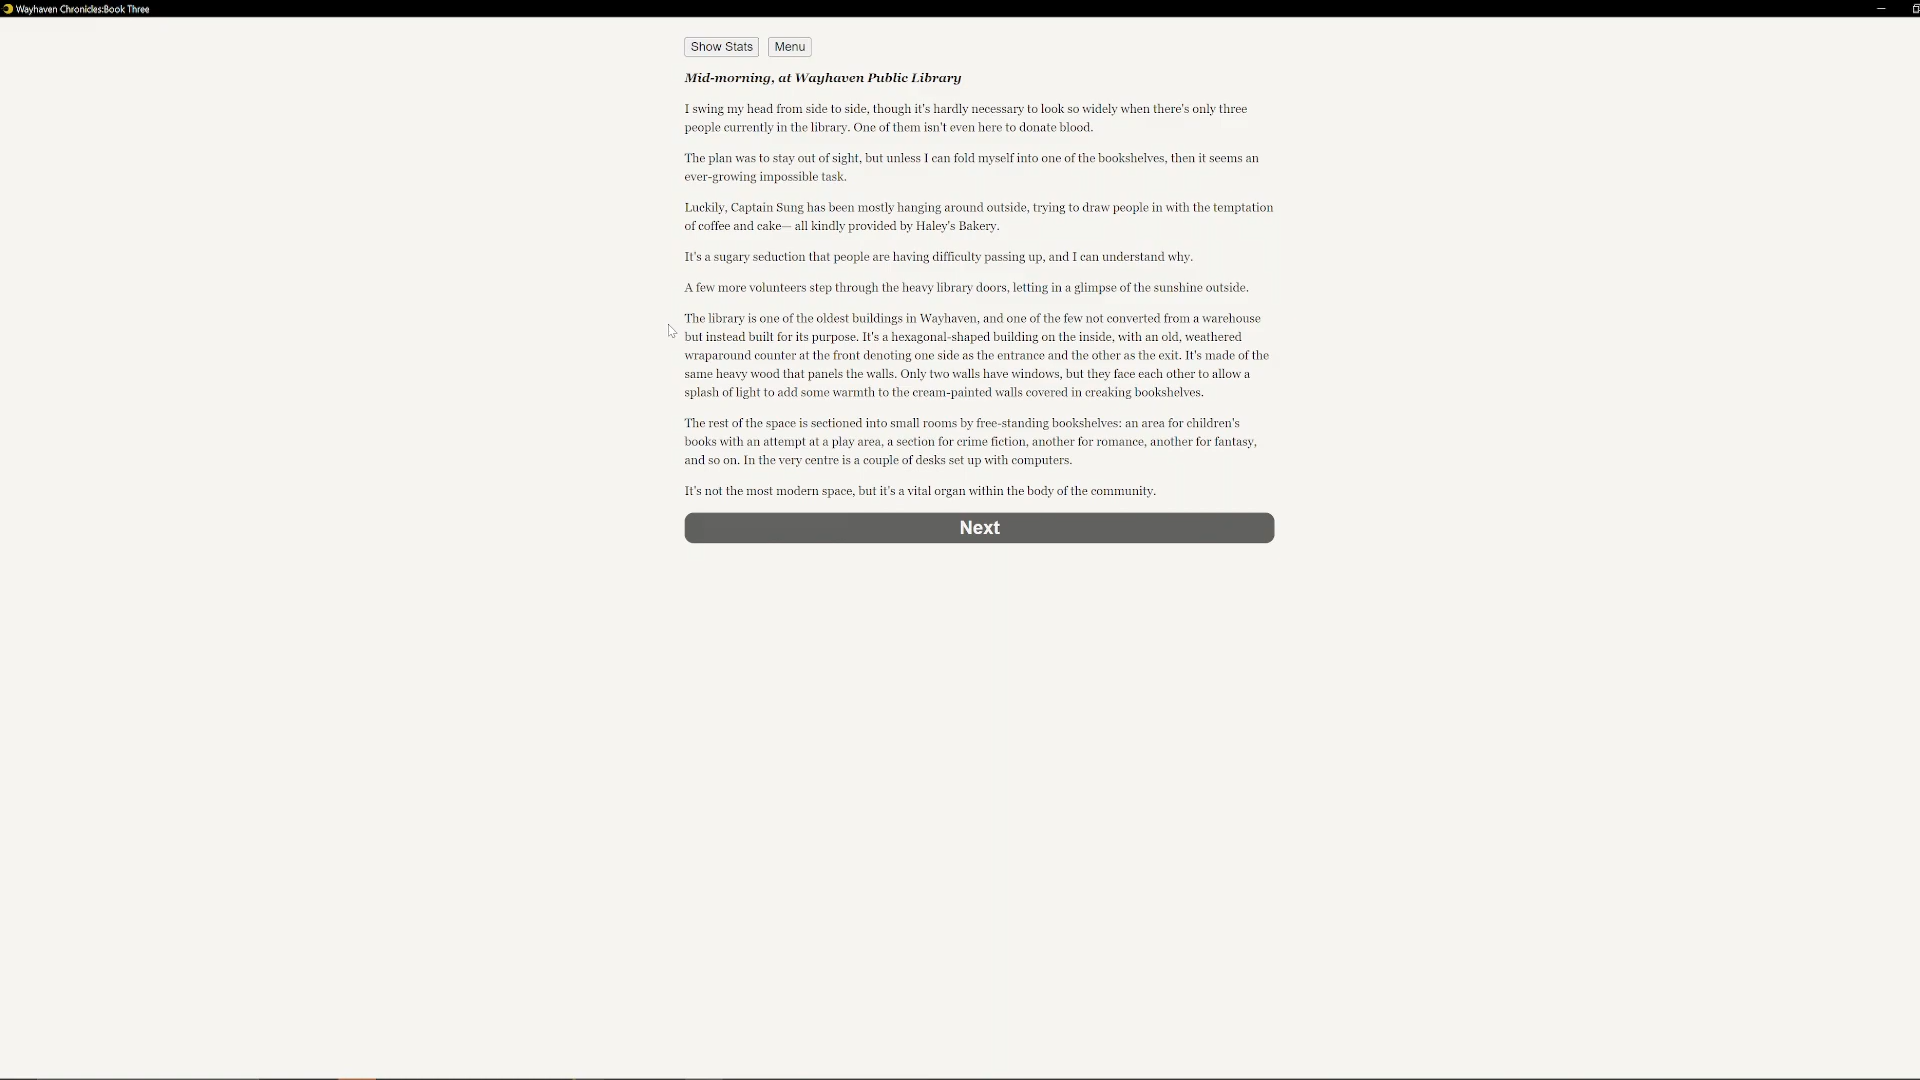 Wayhaven Chronicles:Book Three
Show Stats Menu
Mid-morning, at Wayhaven Public Library
I swing my head from side to side, though it's hardly necessary to look so widely when there's only three
people currently in the library. One of them isn't even here to donate blood.
The plan was to stay out of sight, but unless I can fold myself into one of the bookshelves, then it seems an
ever-growing impossible task.
Luckily, Captain Sung has been mostly hanging around outside, trying to draw people in with the temptation
of coffee and cake— all kindly provided by Haley's Bakery.
It's a sugary seduction that people are having difficulty passing up, and I can understand why.
A few more volunteers step through the heavy library doors, letting in a glimpse of the sunshine outside.
The library is one of the oldest buildings in Wayhaven, and one of the few not converted from a warehouse
but instead built for its purpose. It's a hexagonal-shaped building on the inside, with an old, weathered
wraparound counter at the front denoting one side as the entrance and the other as the exit. It's made of the
same heavy wood that panels the walls. Only two walls have windows, but they face each other to allow a
splash of light to add some warmth to the cream-painted walls covered in creaking bookshelves.
The rest of the space is sectioned into small rooms by free-standing bookshelves: an area for children's
books with an attempt at a play area, a section for crime fiction, another for romance, another for fantasy,
and so on. In the very centre is a couple of desks set up with computers.
It's not the most modern space, but it's a vital organ within the body of the community.
Next